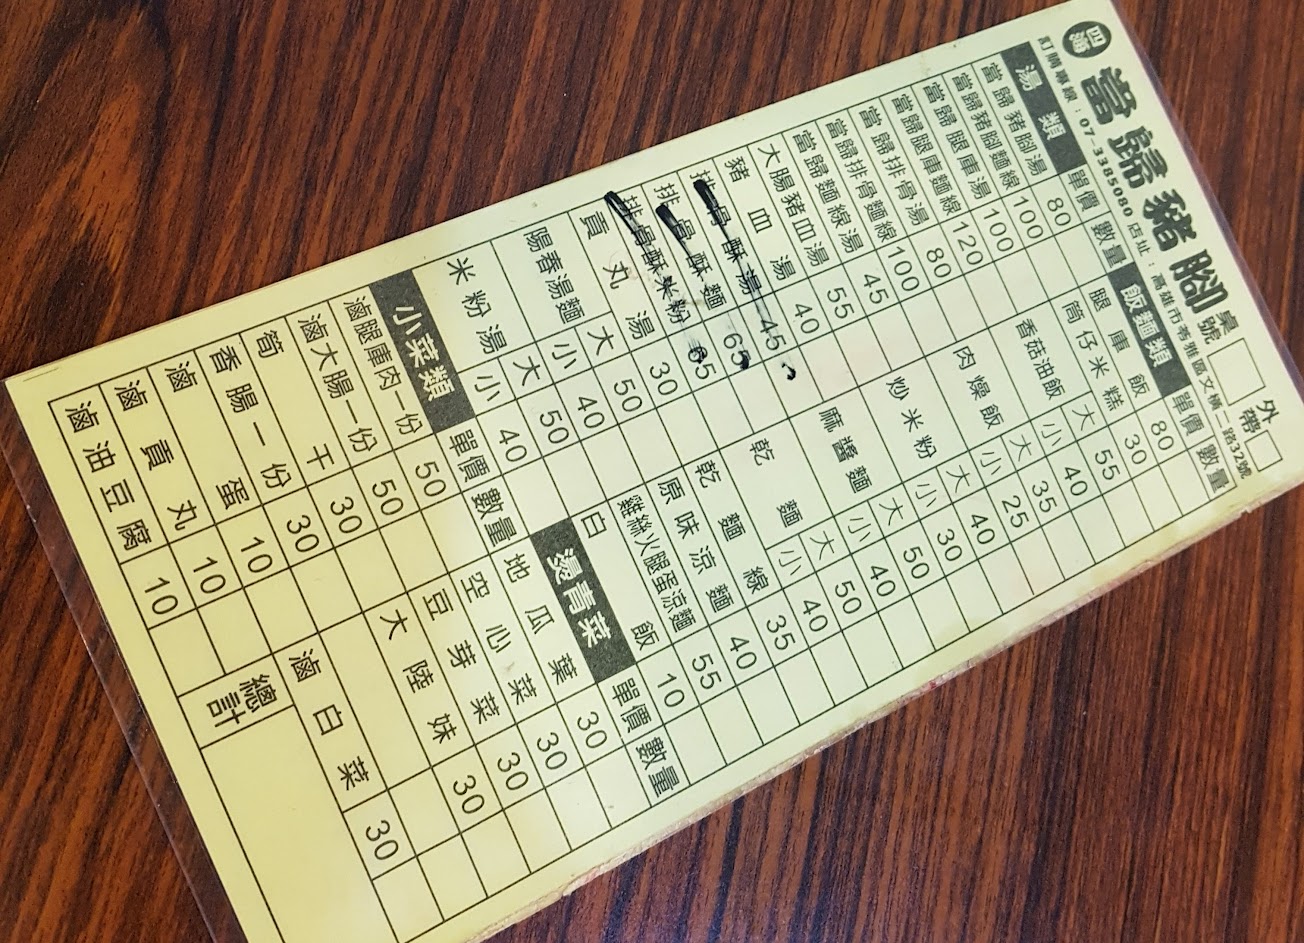 四海 當歸豬腳
桌號 外帶
訂購專線：07-3385080 店址：高雄市苓雅區文橫二路32號
湯類 單價 數量
當歸豬腳湯 80
當歸豬腳麵線 100
當歸腿庫湯 100
當歸腿庫麵線 120
當歸排骨湯 80
當歸排骨麵線 100
當歸麵線湯 45
大腸豬血湯 55
豬血湯 40
排骨酥湯 45
排骨酥麵 65
排骨酥米粉 65
貢丸湯 30
陽春湯麵 大 50
小 40
米粉湯 大 50
小 40
小菜類 單價 數量
滷腿庫肉一份 50
滷大腸一份 50
筍干 30
香腸一份 30
滷蛋 10
滷貢丸 10
滷油豆腐 10
飯麵類 單價 數量
腿庫飯 80
筒仔米糕 30
香菇油飯 大 55
小 40
肉燥飯 大 35
小 25
炒米粉 大 40
小 30
麻醬麵 大 50
小 40
乾麵 大 50
小 40
乾麵線 35
原味涼麵 40
雞絲火腿蛋涼麵 55
白飯 10
燙青菜 單價 數量
地瓜葉 30
空心菜 30
豆芽菜 30
大陸妹 30
滷白菜 30
總計